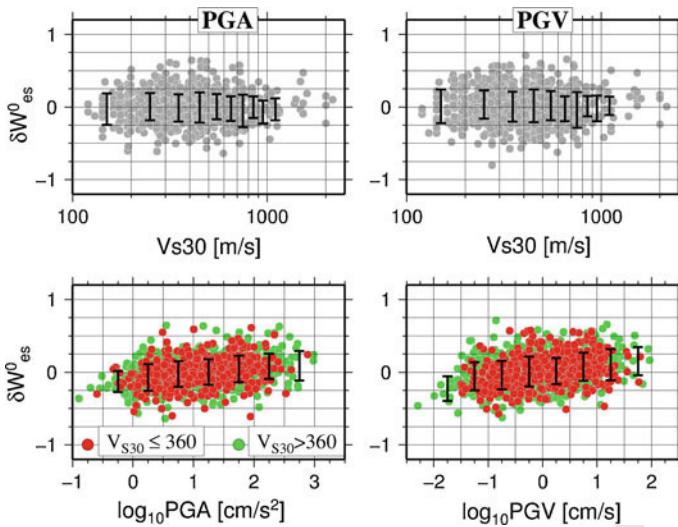 PGA
PGV
1
0
−1
δW⁰es
100
1000
Vs30 [m/s]
1
0
−1
100
1000
Vs30 [m/s]
1
0
−1
δW⁰es
V_S30 ≤ 360
V_S30>360
−1
0
1
2
3
log₁₀PGA [cm/s²]
1
0
−1
−2
−1
0
1
2
log₁₀PGV [cm/s]